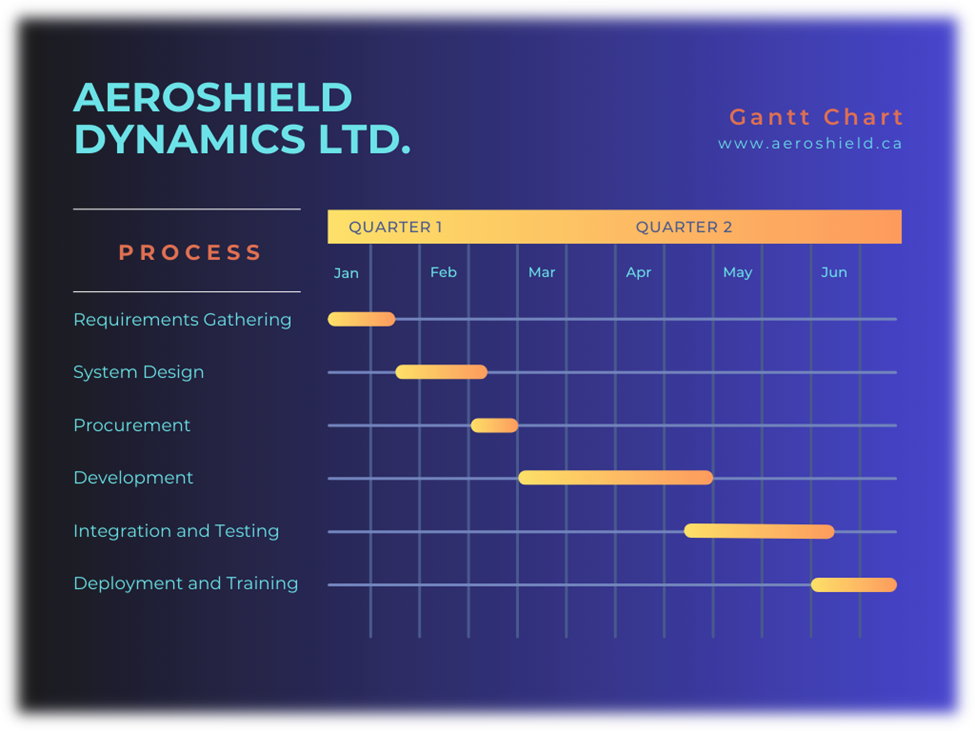 AEROSHIELD
DYNAMICS LTD.
Gantt Chart
www.aeroshield.ca
PROCESS
QUARTER 1 QUARTER 2
Jan Feb Mar Apr May Jun
Requirements Gathering
System Design
Procurement
Development
Integration and Testing
Deployment and Training